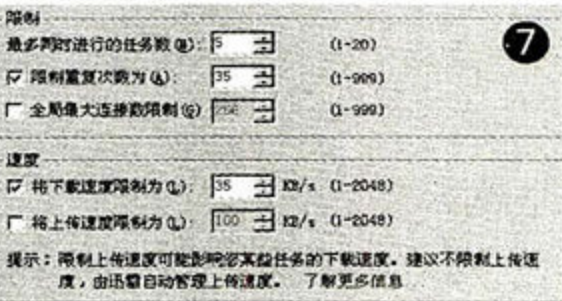 限制
最多同时进行的任务数(M): 5 (1-20)
7
限制重复次数为(A): 35 (1-999)
全局最大连接数限制(G) (1-999)
速度
将下载速度限制为(L): 35 KB/s (1-2048)
将上传速度限制为 100 KB/s (1-2048)
提示：限制上传速度可能影响您某些任务的下载速度。建议不限制上传速
度，由迅雷自动管理上传速度。 了解更多信息